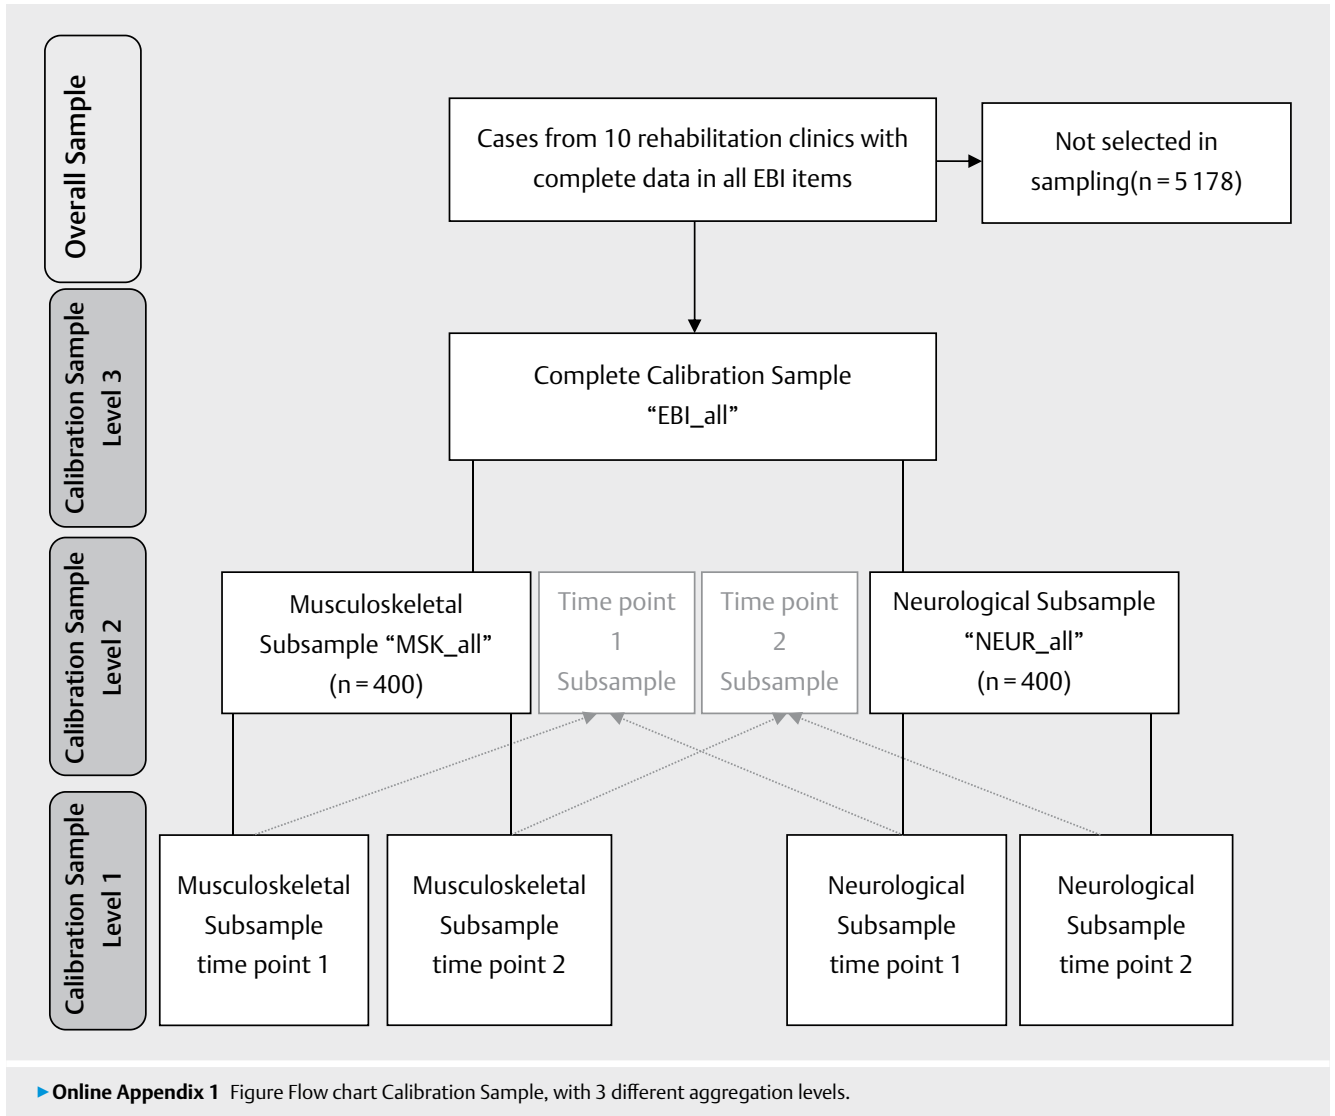 Overall Sample
Cases from 10 rehabilitation clinics with
complete data in all EBI items
Not selected in
sampling(n = 5 178)
Calibration Sample
Level 3
Complete Calibration Sample
“EBI_all”
Calibration Sample
Level 2
Musculoskeletal
Subsample “MSK_all”
(n = 400)
Time point
1
Subsample
Time point
2
Subsample
Neurological Subsample
“NEUR_all”
(n = 400)
Calibration Sample
Level 1
Musculoskeletal
Subsample
time point 1
Musculoskeletal
Subsample
time point 2
Neurological
Subsample
time point 1
Neurological
Subsample
time point 2
▶ Online Appendix 1 Figure Flow chart Calibration Sample, with 3 different aggregation levels.